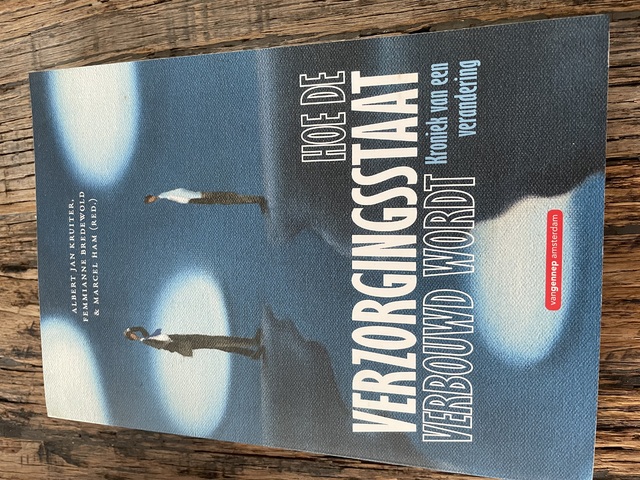 ALBERT JAN KRUITER,
FEMMIANNE BREDEWOLD
& MARCEL HAM (RED.)
HOE DE
VERZORGINGSSTAAT
VERBOUWD WORDT
Kroniek van een
verandering
vangennep amsterdam